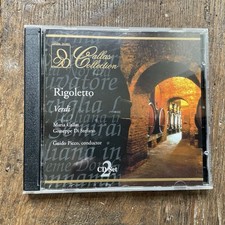 Callas
Collection
Rigoletto
Verdi
Maria Callas
Giuseppe Di Stefano
Guido Picco, conductor
2
CD Set